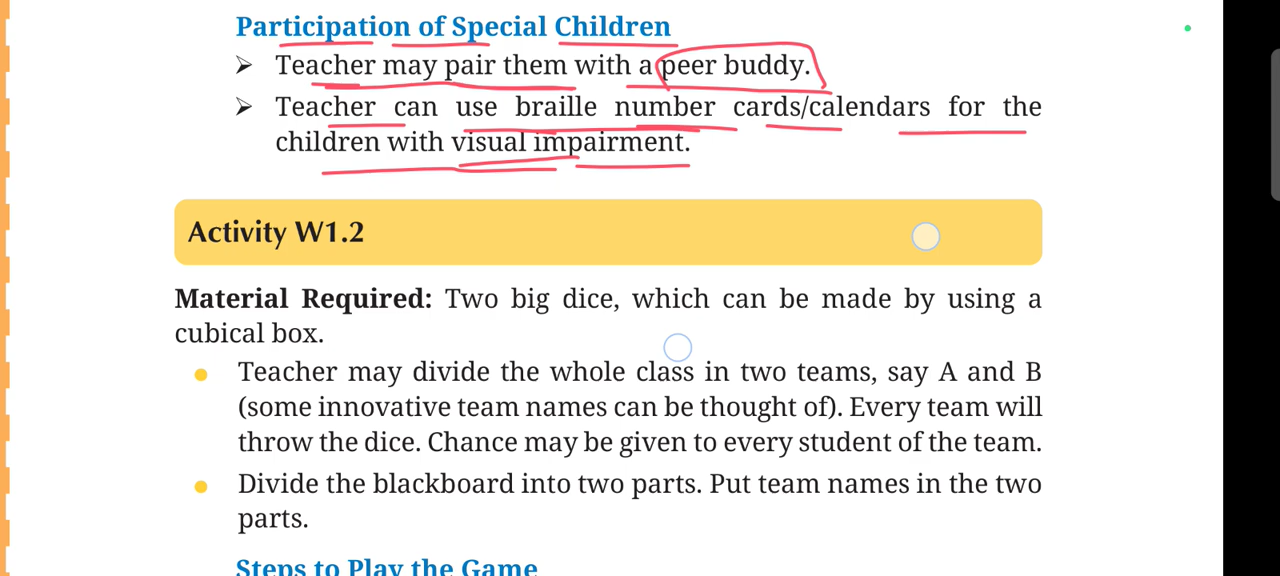 Participation of Special Children
➢ Teacher may pair them with a peer buddy.
➢ Teacher can use braille number cards/calendars for the
children with visual impairment.
Activity W1.2
Material Required: Two big dice, which can be made by using a
cubical box.
● Teacher may divide the whole class in two teams, say A and B
(some innovative team names can be thought of). Every team will
throw the dice. Chance may be given to every student of the team.
● Divide the blackboard into two parts. Put team names in the two
parts.
Steps to Play the Game